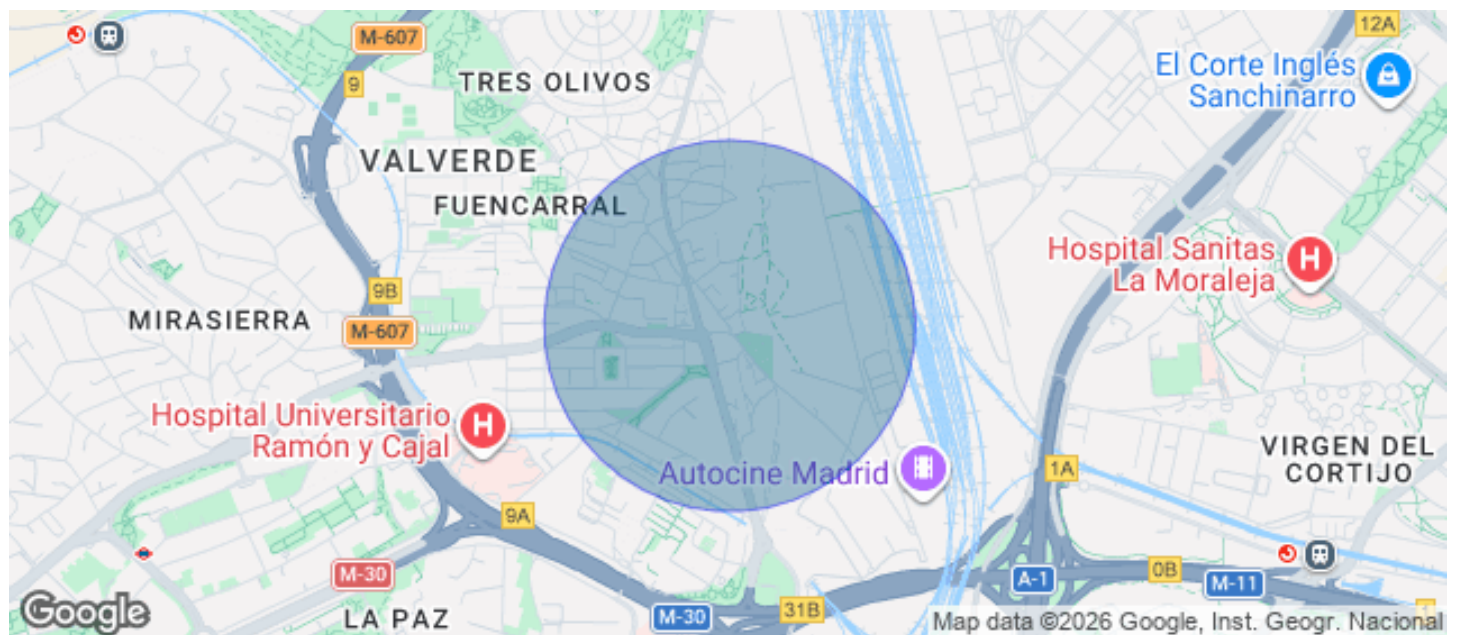 M-607
12A
9
TRES OLIVOS
El Corte Inglés
Sanchinarro
VALVERDE
FUENCARRAL
Hospital Sanitas
La Moraleja
H
9B
MIRASIERRA
M-607
Hospital Universitario
Ramón y Cajal
H
Autocine Madrid
VIRGEN DEL
CORTIJO
1A
9A
M-30
A-1
0B
M-11
Google
LA PAZ
M-30
31B
1
Map data ©2026 Google, Inst. Geogr. Nacional